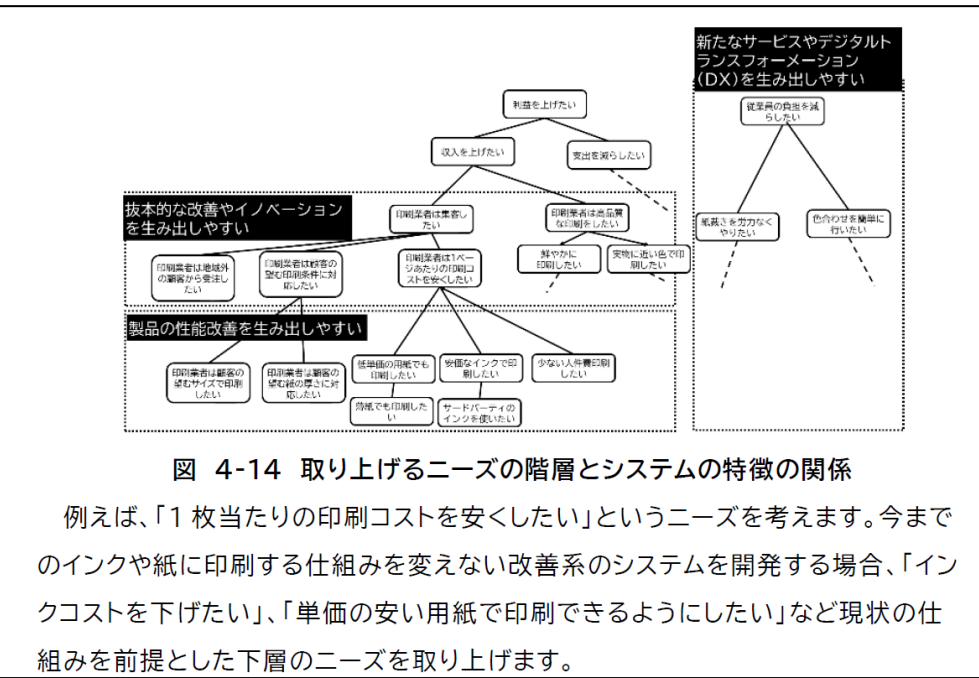 新たなサービスやデジタルト
ランスフォーメーション
(DX)を生み出しやすい
利益を上げたい
従業員の負担を減
らしたい
収入を上げたい
支出を減らしたい
抜本的な改善やイノベーション
を生み出しやすい
印刷業者は集客し
たい
印刷業者は高品質
な印刷をしたい
紙裁きを労力なく
やりたい
色合わせを簡単に
行いたい
印刷業者は地域外
の顧客から受注し
たい
印刷業者は顧客の
望む印刷条件に対
応したい
印刷業者は1ペー
ジあたりの印刷コ
ストを安くしたい
鮮やかに
印刷したい
実物に近い色で印
刷したい
製品の性能改善を生み出しやすい
印刷業者は顧客の
望むサイズで印刷
したい
印刷業者は顧客の
望む紙の厚さに対
応したい
低単価の用紙でも
印刷したい
安価なインクで印
刷したい
少ない人件費印刷
したい
薄紙でも印刷した
い
サードパーティの
インクを使いたい
図 4-14 取り上げるニーズの階層とシステムの特徴の関係
例えば、「1 枚当たりの印刷コストを安くしたい」というニーズを考えます。今まで
のインクや紙に印刷する仕組みを変えない改善系のシステムを開発する場合、「イン
クコストを下げたい」、「単価の安い用紙で印刷できるようにしたい」など現状の仕
組みを前提とした下層のニーズを取り上げます。